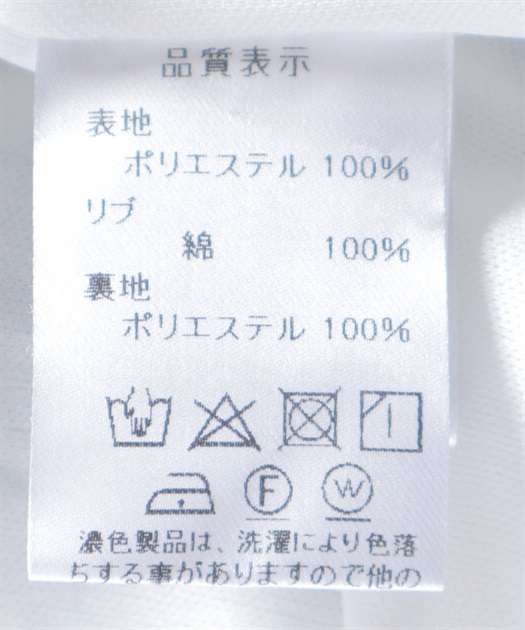 品質表示
表地
ポリエステル 100%
リブ
綿 100%
裏地
ポリエステル 100%
F W
濃色製品は、洗濯により色落
ちする事がありますので他の